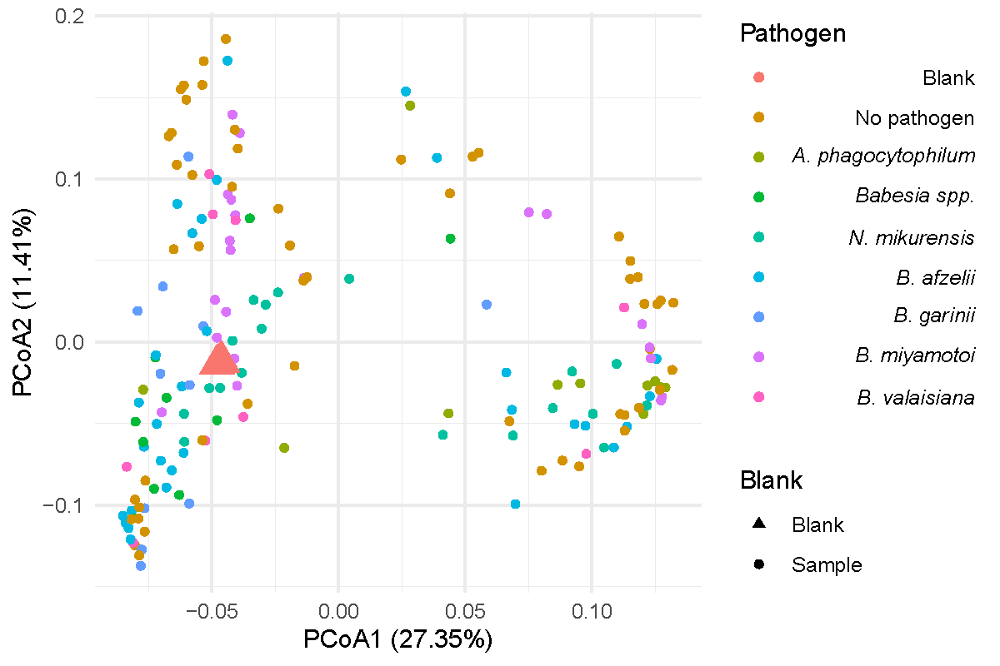 0.2
0.1
0.0
−0.1
PCoA2 (11.41%)
−0.05
0.00
0.05
0.10
PCoA1 (27.35%)
Pathogen
Blank
No pathogen
A. phagocytophilum
Babesia spp.
N. mikurensis
B. afzelii
B. garinii
B. miyamotoi
B. valaisiana
Blank
Blank
Sample